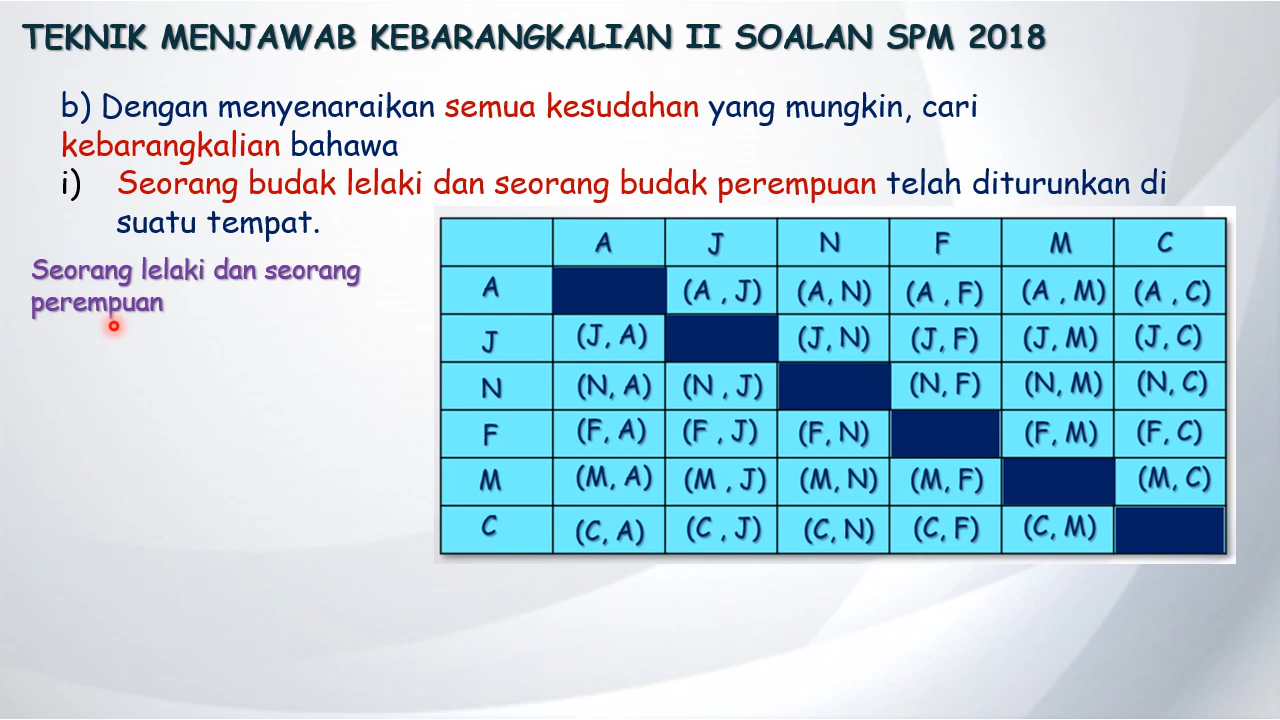 TEKNIK MENJAWAB KEBARANGKALIAN II SOALAN SPM 2018
b) Dengan menyenaraikan semua kesudahan yang mungkin, cari
kebarangkalian bahawa
i) Seorang budak lelaki dan seorang budak perempuan telah diturunkan di
suatu tempat.
Seorang lelaki dan seorang
perempuan
A J N F M C
A (A , J) (A, N) (A , F) (A , M) (A , C)
J (J, A) (J, N) (J, F) (J, M) (J, C)
N (N, A) (N , J) (N, F) (N, M) (N, C)
F (F, A) (F , J) (F, N) (F, M) (F, C)
M (M, A) (M , J) (M, N) (M, F) (M, C)
C (C, A) (C , J) (C, N) (C, F) (C, M)